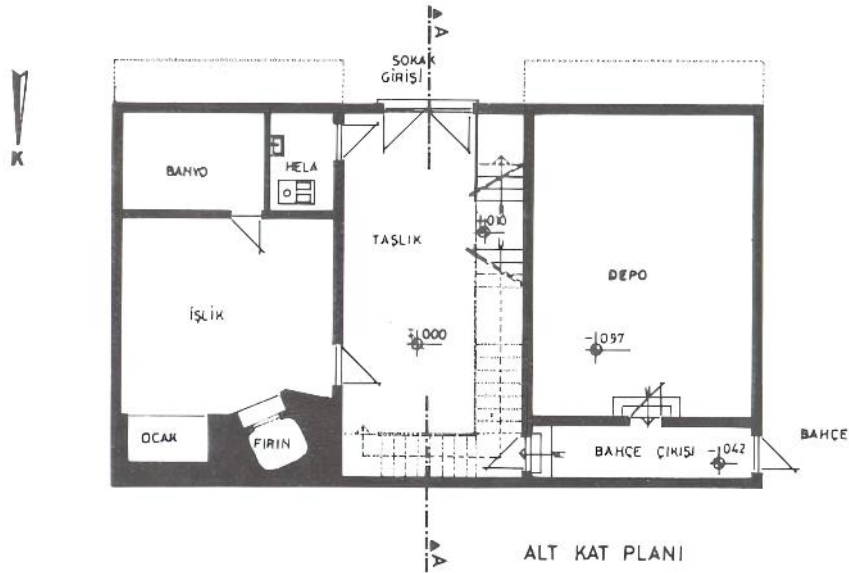 A
SOKAK
GİRİŞİ
K
BANYO
HELA
+010
TAŞLIK
DEPO
İŞLİK
±000
-097
OCAK
FIRIN
BAHÇE ÇIKIŞI
-042
BAHÇE
A
ALT KAT PLANI